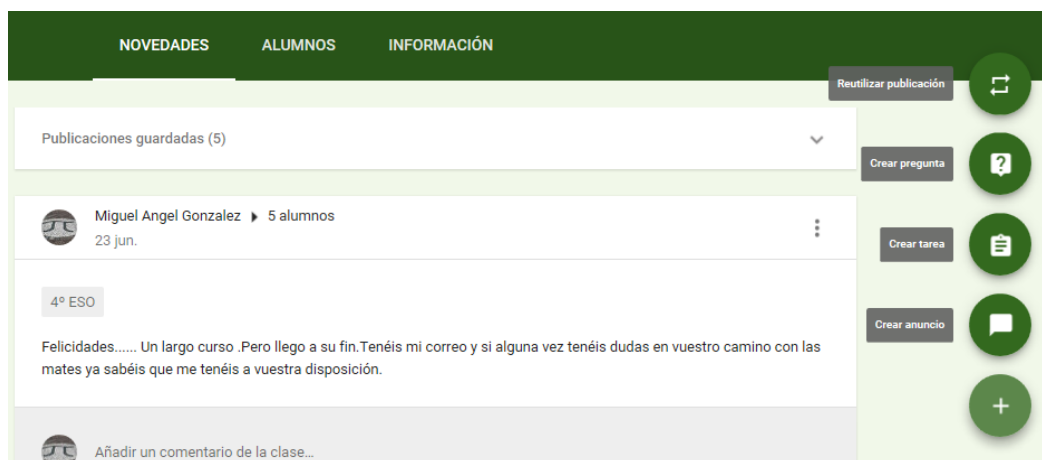 NOVEDADES ALUMNOS INFORMACIÓN
Reutilizar publicación
Publicaciones guardadas (5)
Crear pregunta
Miguel Angel Gonzalez 5 alumnos
23 jun.
Crear tarea
4º ESO
Crear anuncio
Felicidades...... Un largo curso .Pero llego a su fin.Tenéis mi correo y si alguna vez tenéis dudas en vuestro camino con las
mates ya sabéis que me tenéis a vuestra disposición.
Añadir un comentario de la clase...